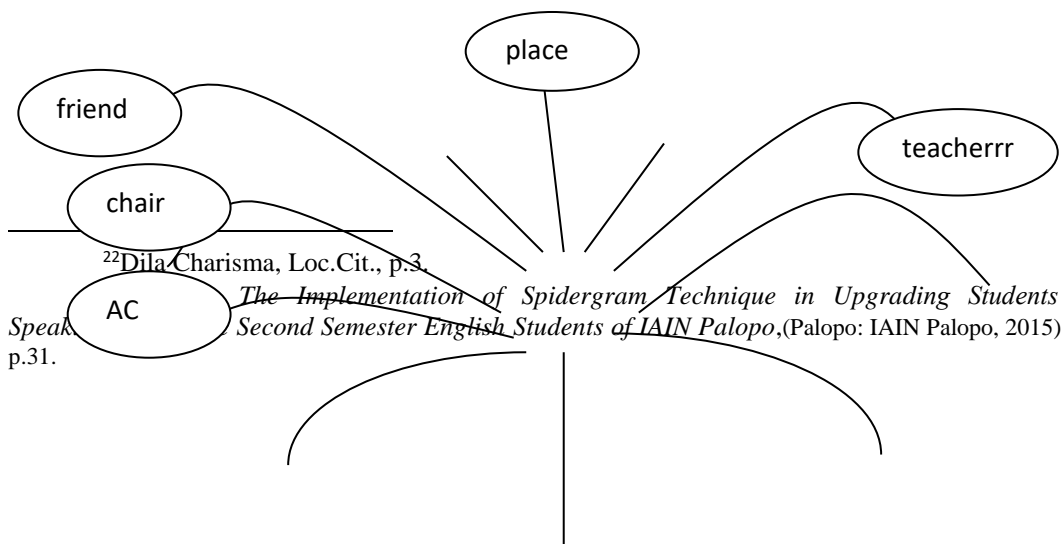 place
friend
teacherrr
chair
²²Dila Charisma, Loc.Cit., p.3.
The Implementation of Spidergram Technique in Upgrading Students
AC
Second Semester English Students of IAIN Palopo,(Palopo: IAIN Palopo, 2015)
p.31.